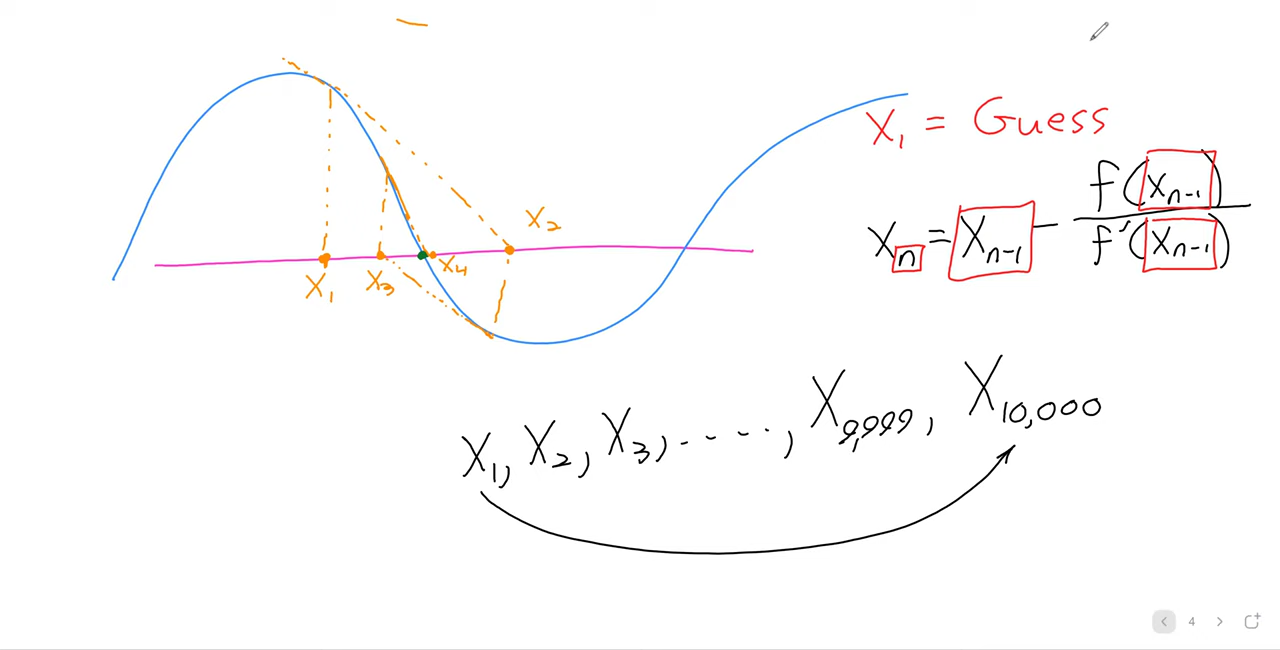 x₁ = Guess
xₙ = xₙ₋₁ − f(xₙ₋₁) / f'(xₙ₋₁)
x₂
x₁
x₃
x₄
x₁, x₂, x₃, ....., x₉,₉₉₉, x₁₀,₀₀₀
4